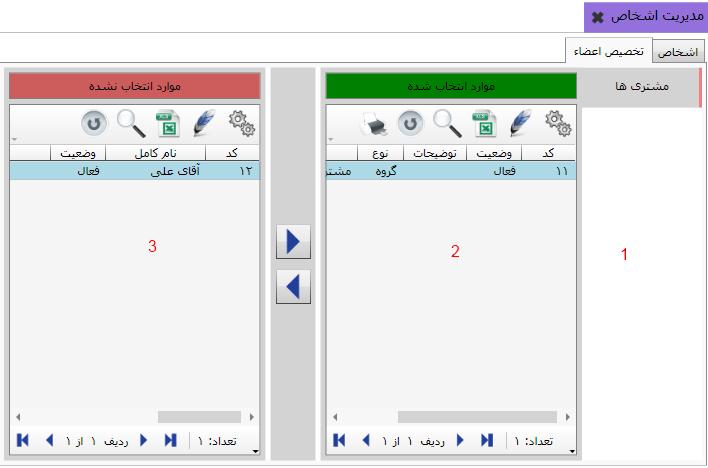 مدیریت اشخاص
اشخاص
تخصیص اعضاء
مشتری ها
1
موارد انتخاب شده
کد وضعیت توضیحات نوع
۱۱ فعال گروه مشتر
2
تعداد: ۱
ردیف ۱ از ۱
موارد انتخاب نشده
کد نام کامل وضعیت
۱۲ آقای علی فعال
3
تعداد: ۱
ردیف ۱ از ۱